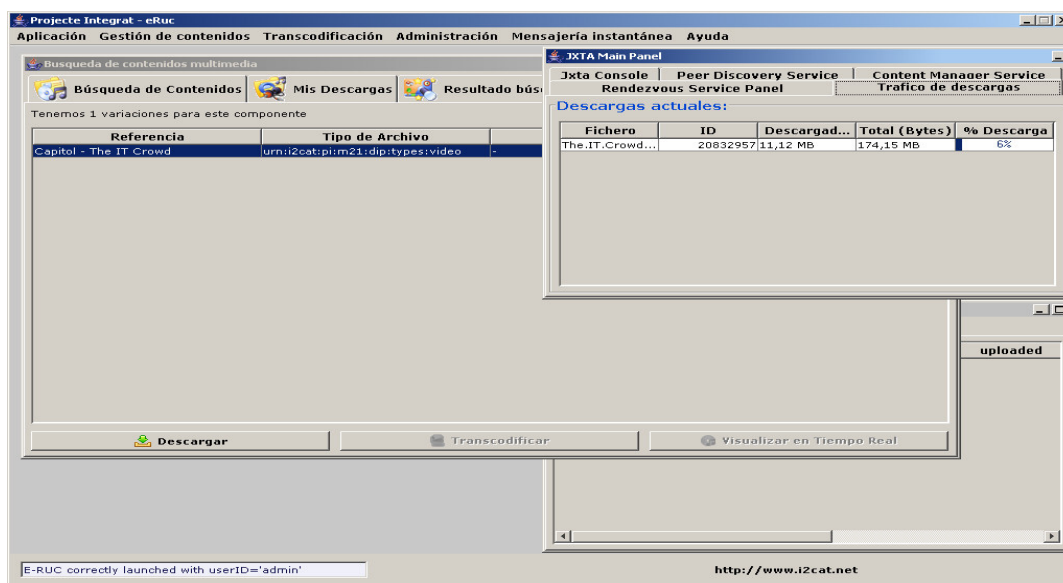 Projecte Integrat - eRuc
Aplicación Gestión de contenidos Transcodificación Administración Mensajería instantánea Ayuda
Busqueda de contenidos multimedia
Búsqueda de Contenidos Mis Descargas Resultado bús
Tenemos 1 variaciones para este componente
Referencia Tipo de Archivo
Capitol - The IT Crowd urn:i2cat:pi:m21:dip:types:video -
Descargar Transcodificar Visualizar en Tiempo Real
JXTA Main Panel
Jxta Console Peer Discovery Service Content Manager Service
Rendezvous Service Panel Trafico de descargas
Descargas actuales:
Fichero ID Descargad... Total (Bytes) % Descarga
The.IT.Crowd... 20832957 11,12 MB 174,15 MB 6%
uploaded
E-RUC correctly launched with userID='admin'
http://www.i2cat.net